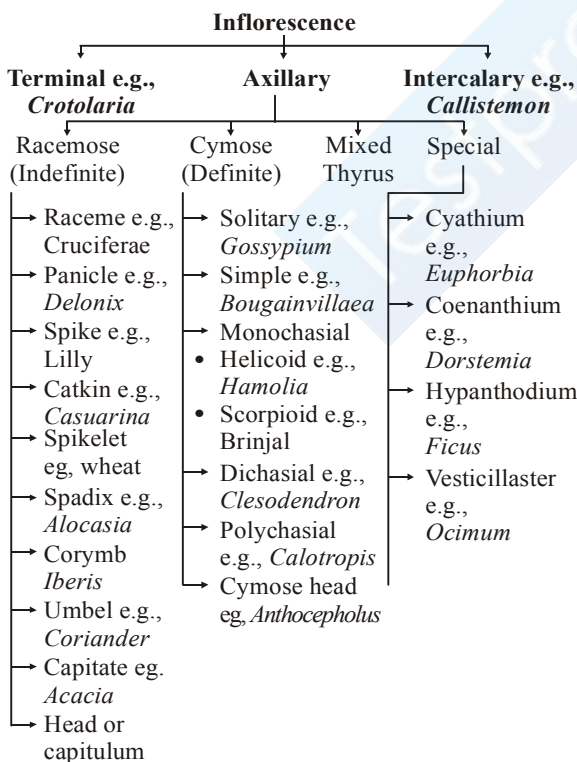 Inflorescence
Terminal e.g.,
Crotolaria
Axillary
Intercalary e.g.,
Callistemon
Racemose
(Indefinite)
Cymose
(Definite)
Mixed
Thyrus
Special
Raceme e.g.,
Cruciferae
Panicle e.g.,
Delonix
Spike e.g.,
Lilly
Catkin e.g.,
Casuarina
Spikelet
eg, wheat
Spadix e.g.,
Alocasia
Corymb
Iberis
Umbel e.g.,
Coriander
Capitate eg.
Acacia
Head or
capitulum
Solitary e.g.,
Gossypium
Simple e.g.,
Bougainvillaea
Monochasial
• Helicoid e.g.,
Hamolia
• Scorpioid e.g.,
Brinjal
Dichasial e.g.,
Clesodendron
Polychasial
e.g., Calotropis
Cymose head
eg, Anthocepholus
Cyathium
e.g.,
Euphorbia
Coenanthium
e.g.,
Dorstemia
Hypanthodium
e.g.,
Ficus
Vesticillaster
e.g.,
Ocimum